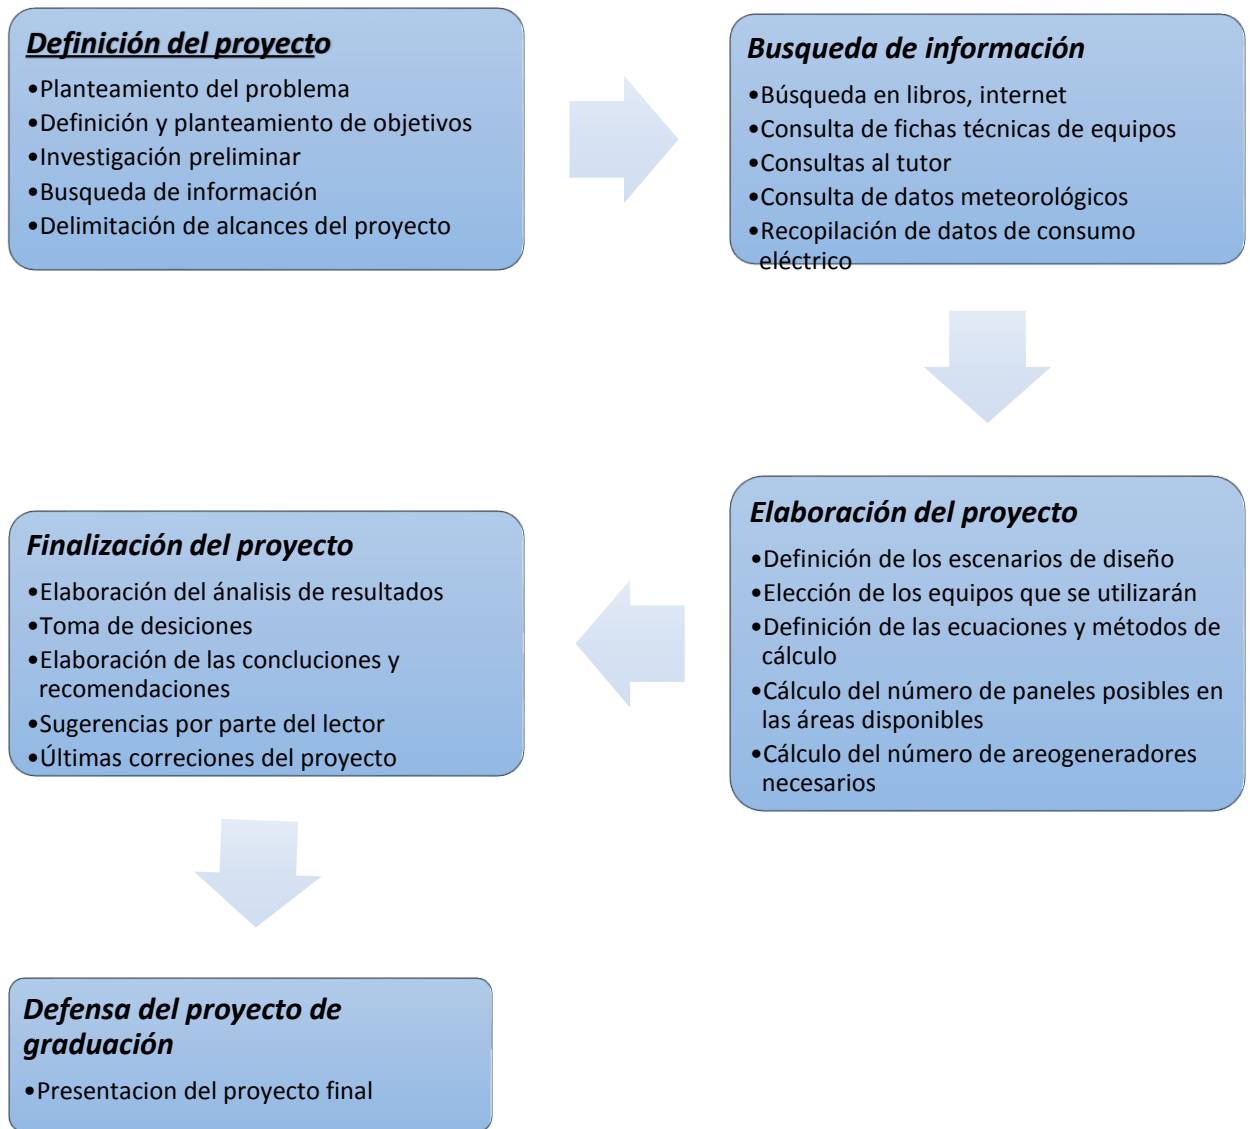 Definición del proyecto
•Planteamiento del problema
•Definición y planteamiento de objetivos
•Investigación preliminar
•Busqueda de información
•Delimitación de alcances del proyecto
Busqueda de información
•Búsqueda en libros, internet
•Consulta de fichas técnicas de equipos
•Consultas al tutor
•Consulta de datos meteorológicos
•Recopilación de datos de consumo
eléctrico
Elaboración del proyecto
•Definición de los escenarios de diseño
•Elección de los equipos que se utilizarán
•Definición de las ecuaciones y métodos de
cálculo
•Cálculo del número de paneles posibles en
las áreas disponibles
•Cálculo del número de areogeneradores
necesarios
Finalización del proyecto
•Elaboración del ánalisis de resultados
•Toma de desiciones
•Elaboración de las concluciones y
recomendaciones
•Sugerencias por parte del lector
•Últimas correciones del proyecto
Defensa del proyecto de
graduación
•Presentacion del proyecto final